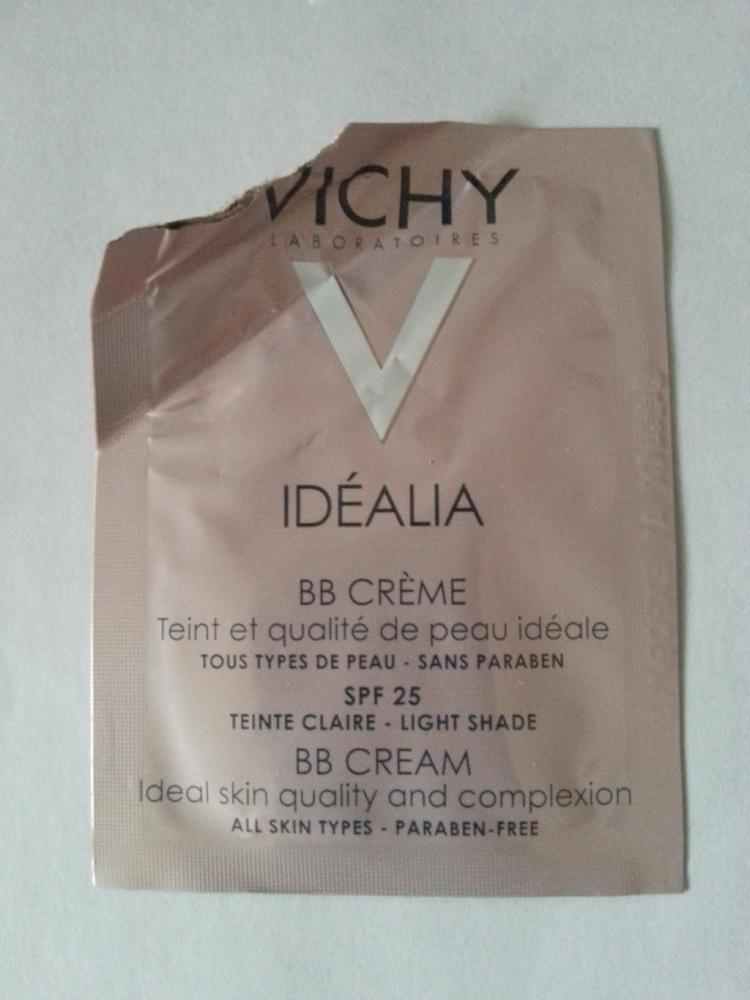 VICHY
LABORATOIRES
V
IDÉALIA
BB CRÈME
Teint et qualité de peau idéale
TOUS TYPES DE PEAU - SANS PARABEN
SPF 25
TEINTE CLAIRE - LIGHT SHADE
BB CREAM
Ideal skin quality and complexion
ALL SKIN TYPES - PARABEN-FREE